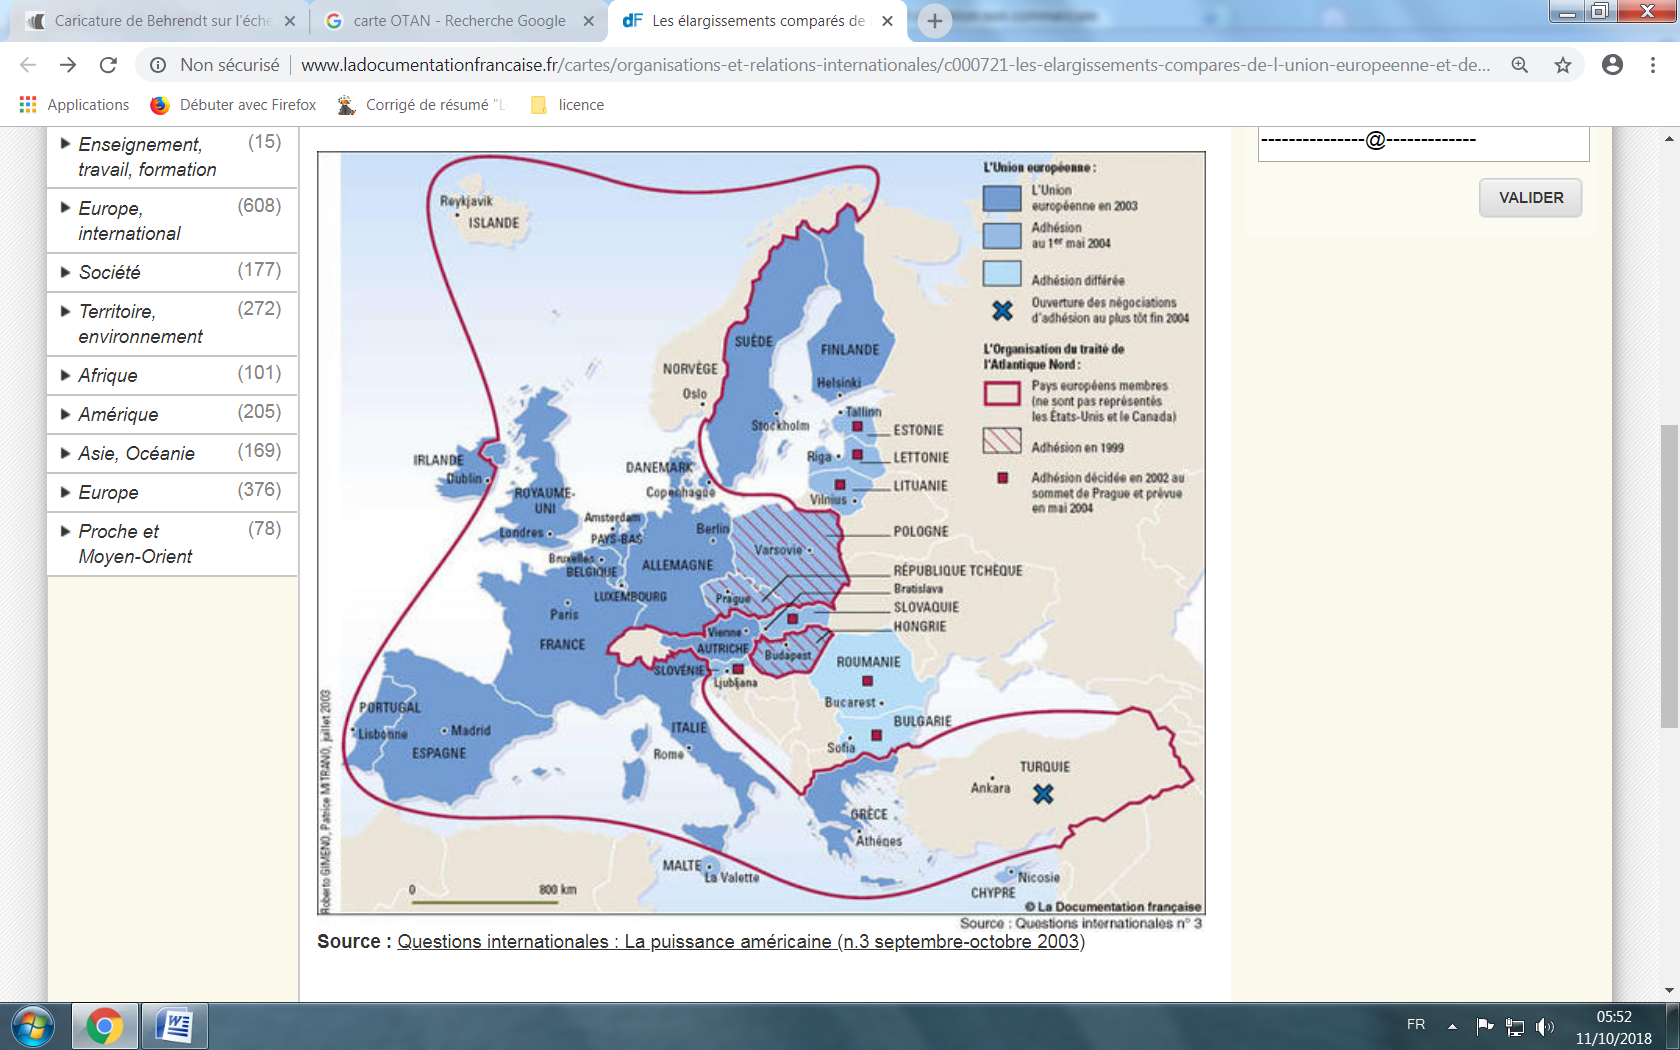 Caricature de Behrendt sur l'éche
carte OTAN - Recherche Google
Les élargissements comparés de
Non sécurisé
www.ladocumentationfrancaise.fr/cartes/organisations-et-relations-internationales/c000721-les-elargissements-compares-de-l-union-europeenne-et-de...
Applications
Débuter avec Firefox
Corrigé de résumé "L
licence
Enseignement, (15)
travail, formation
Europe, (608)
international
Société (177)
Territoire, (272)
environnement
Afrique (101)
Amérique (205)
Asie, Océanie (169)
Europe (376)
Proche et (78)
Moyen-Orient
---------------@-------------
VALIDER
L'Union européenne :
L'Union
européenne en 2003
Adhésion
au 1er mai 2004
Adhésion différée
Ouverture des négociations
d'adhésion au plus tôt fin 2004
L'Organisation du traité de
l'Atlantique Nord :
Pays européens membres
(ne sont pas représentés
les États-Unis et le Canada)
Adhésion en 1999
Adhésion décidée en 2002 au
sommet de Prague et prévue
en mai 2004
Reykjavik
ISLANDE
SUÈDE
FINLANDE
NORVÈGE
Helsinki
Oslo
Tallinn
Stockholm
ESTONIE
IRLANDE
Riga
LETTONIE
DANEMARK
Dublin
LITUANIE
Copenhague
ROYAUME-
UNI
Vilnius
Amsterdam
Berlin
Londres
PAYS-BAS
POLOGNE
Varsovie
Bruxelles
BELGIQUE
ALLEMAGNE
RÉPUBLIQUE TCHÈQUE
Bratislava
LUXEMBOURG
Prague
SLOVAQUIE
Paris
HONGRIE
Vienne
FRANCE
AUTRICHE
Budapest
ROUMANIE
SLOVÉNIE
Ljubljana
Bucarest
PORTUGAL
BULGARIE
Lisbonne
Madrid
ITALIE
Sofia
ESPAGNE
Rome
TURQUIE
Ankara
GRÈCE
Athènes
MALTE
La Valette
Nicosie
CHYPRE
0 800 km
Roberto GIMENO, Patrice MITRANO, juillet 2003
© La Documentation française
Source : Questions internationales n° 3
Source : Questions internationales : La puissance américaine (n.3 septembre-octobre 2003)
FR
05:52
11/10/2018